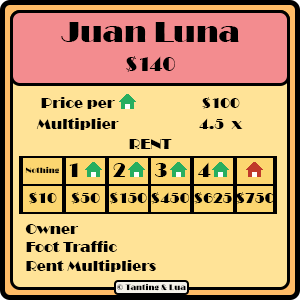 Juan Luna
$140
Price per $100
Multiplier 4.5 x
RENT
Nothing 1 2 3 4
$10 $50 $150 $450 $625 $750
Owner
Foot Traffic
Rent Multipliers
© Tanting & Lua